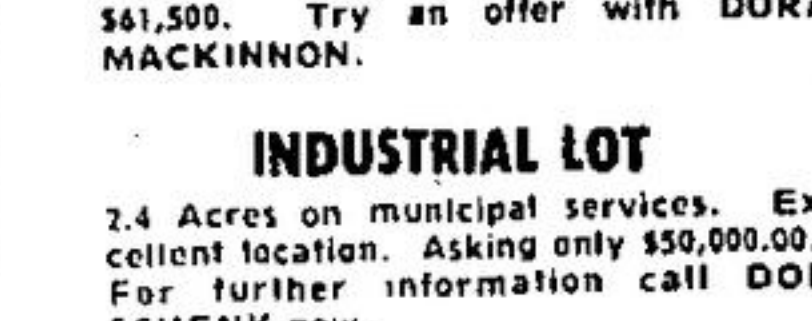 $61,500. Try an offer with
MACKINNON.
INDUSTRIAL LOT
2.4 Acres on municipal services. Ex
cellent location. Asking only $50,000.00.
For further information call